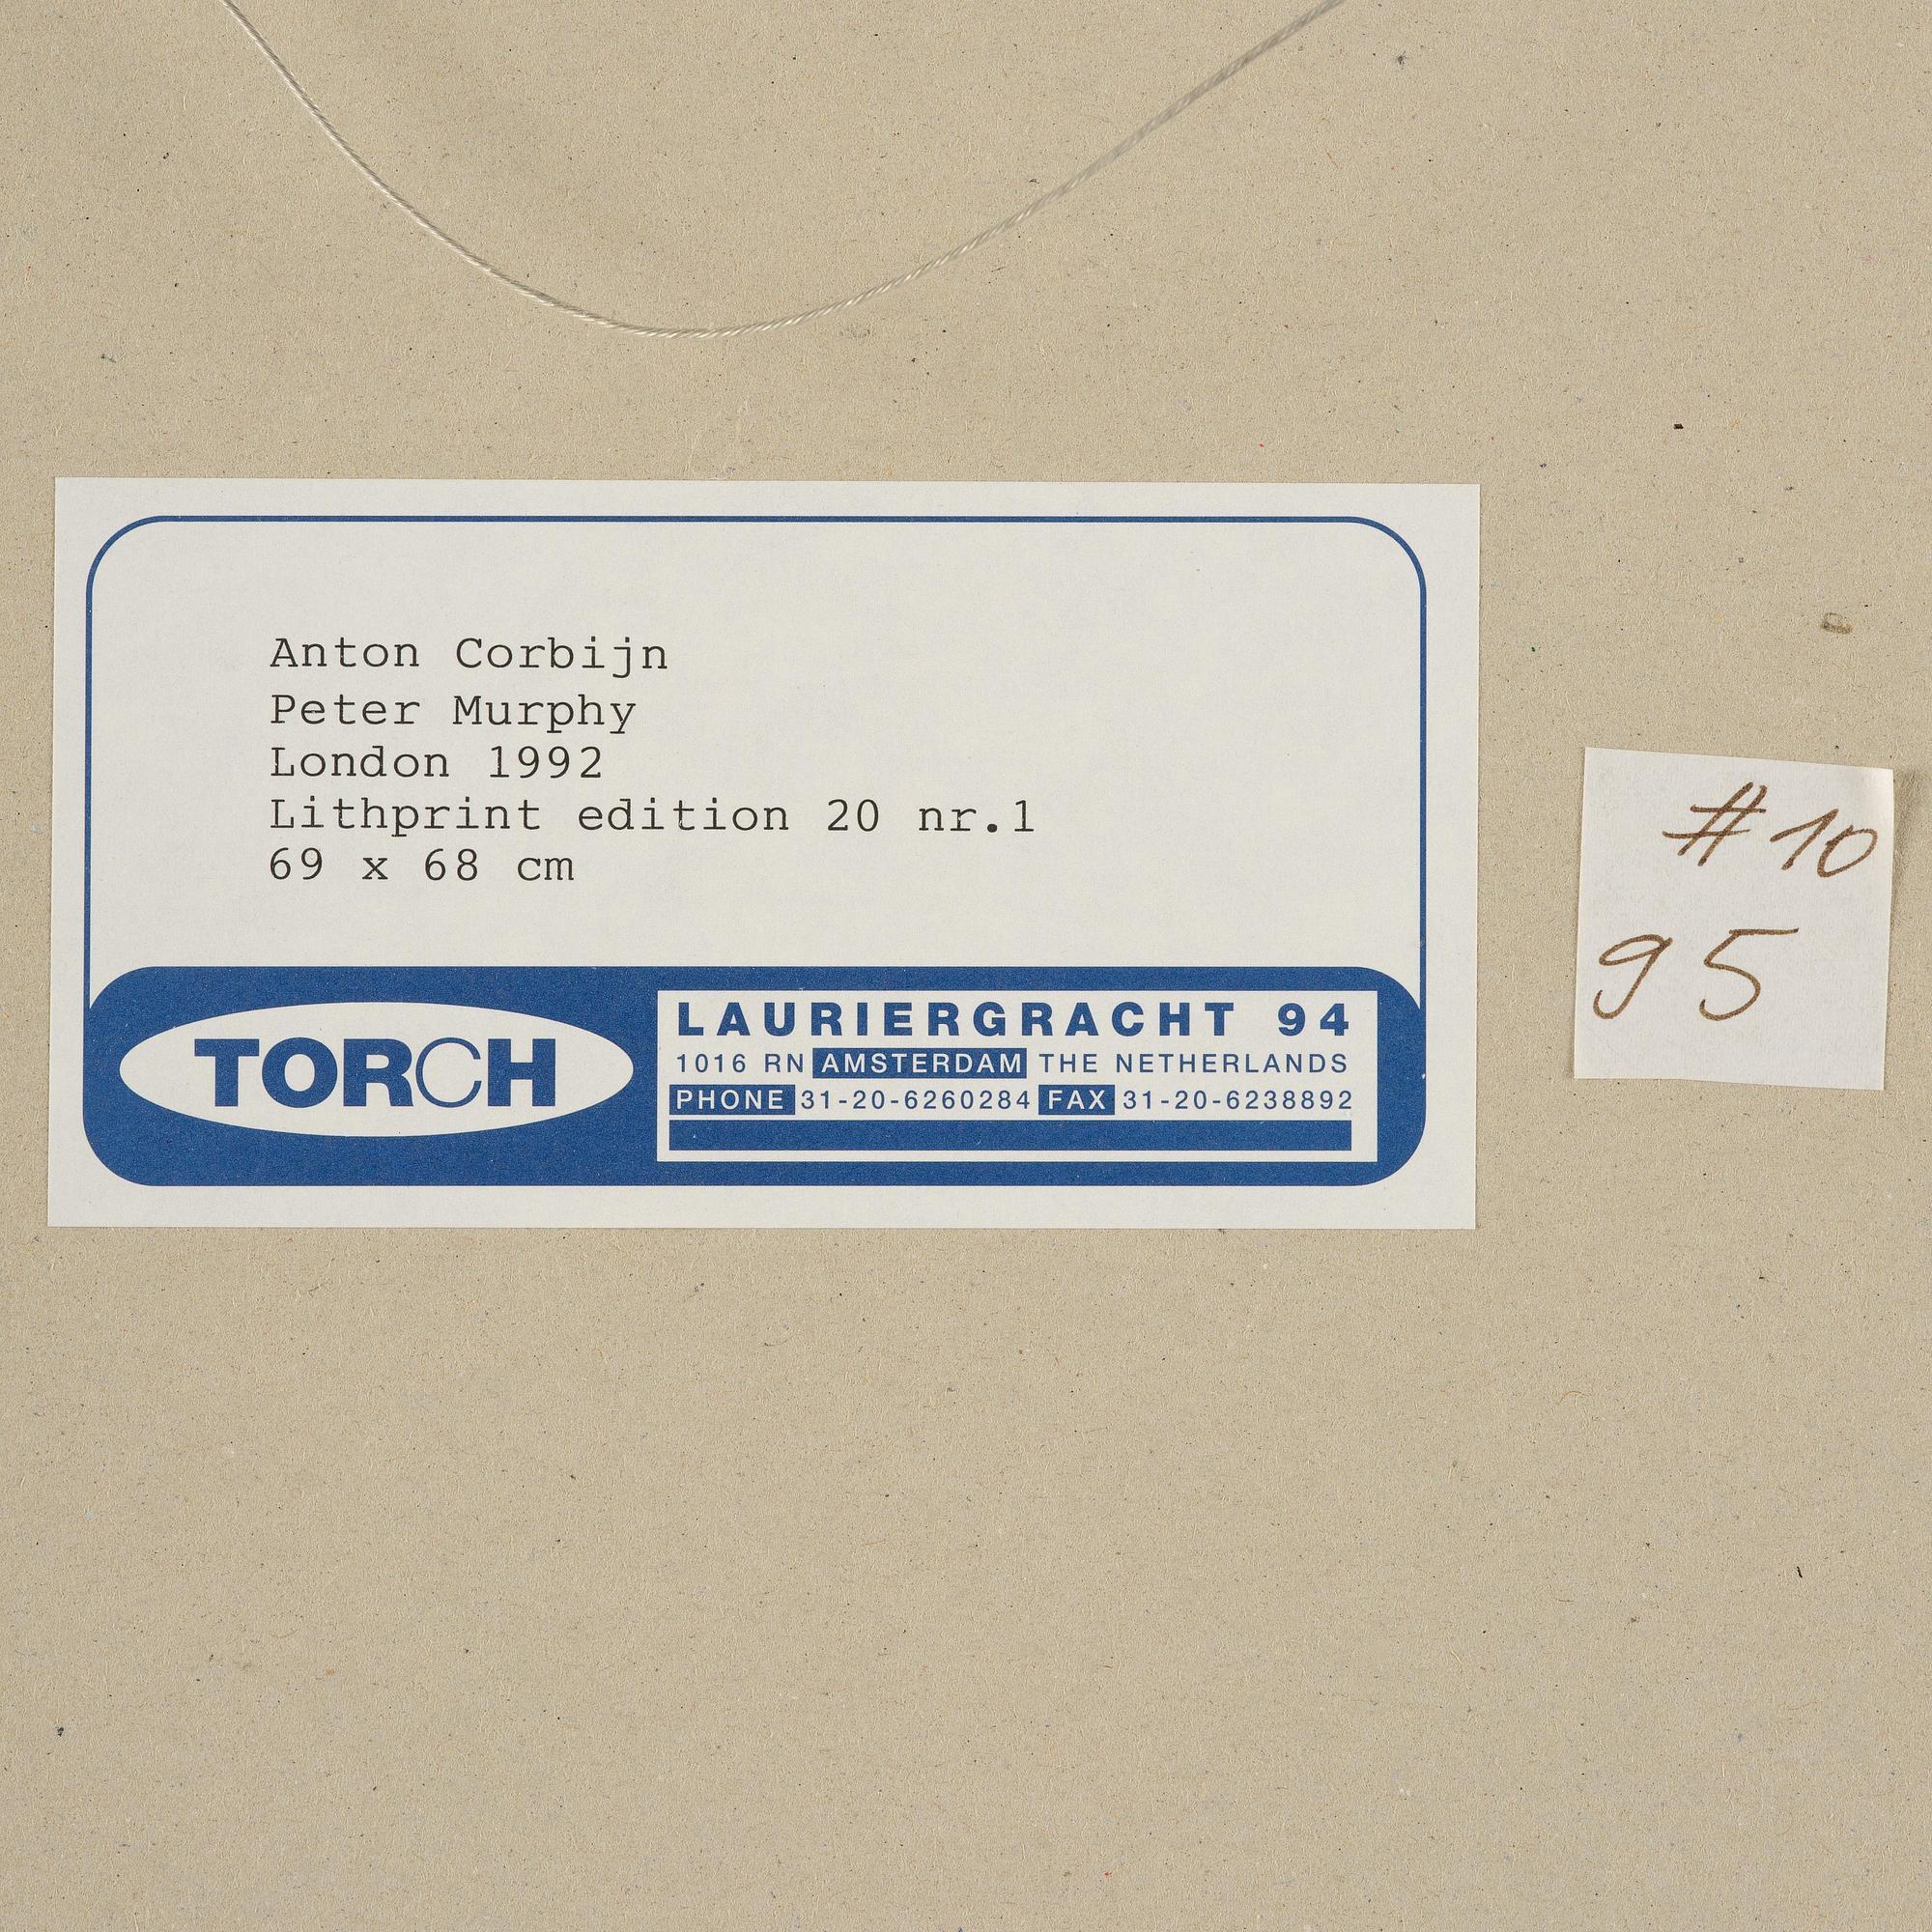 Anton Corbijn
Peter Murphy
London 1992
Lithprint edition 20 nr.1
69 x 68 cm
TORCH
LAURIERGRACHT 94
1016 RN AMSTERDAM THE NETHERLANDS
PHONE 31-20-6260284 FAX 31-20-6238892
#10
95